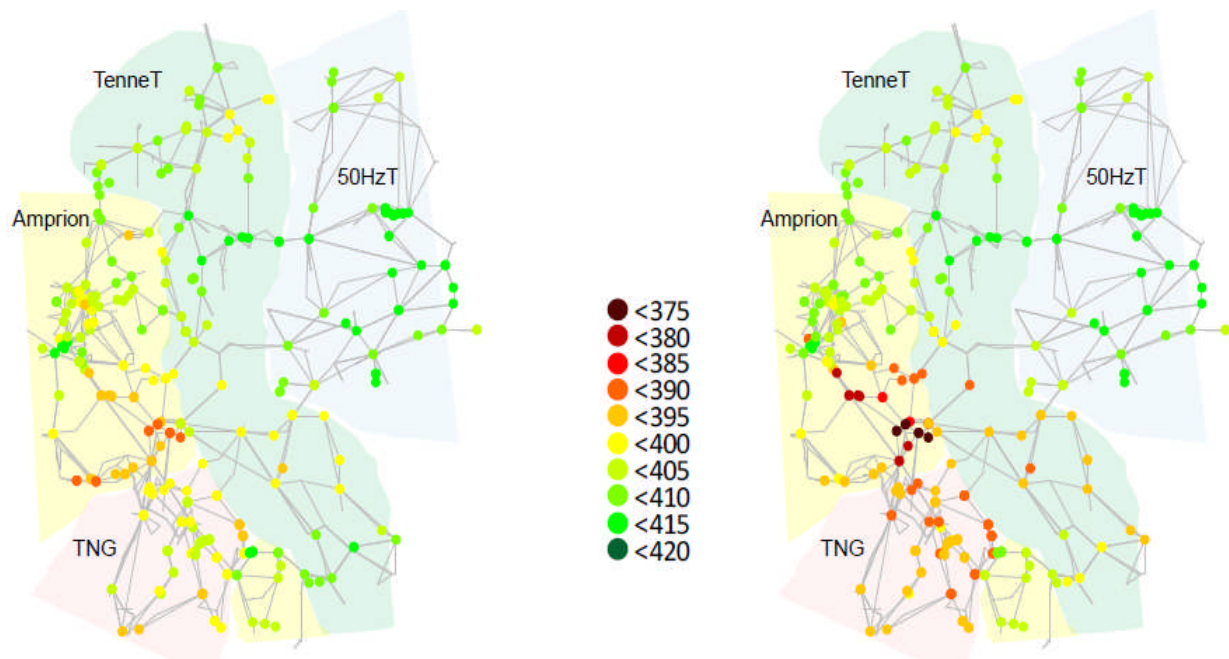 TenneT
50HzT
Amprion
TNG
<375
<380
<385
<390
<395
<400
<405
<410
<415
<420
TenneT
50HzT
Amprion
TNG